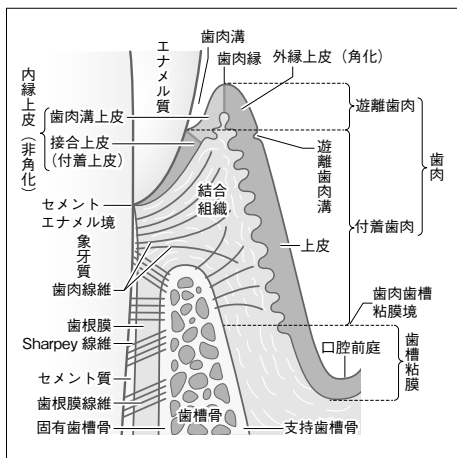 歯肉溝
歯肉縁
外縁上皮（角化）
エナメル質
内縁上皮（非角化）
歯肉溝上皮
接合上皮
(付着上皮)
遊離歯肉
歯肉
遊離歯肉溝
結合
組織
セメント
エナメル境
付着歯肉
上皮
象牙質
歯肉線維
歯肉歯槽
粘膜境
歯根膜
Sharpey 線維
口腔前庭
歯槽粘膜
セメント質
歯根膜線維
歯槽骨
固有歯槽骨
支持歯槽骨